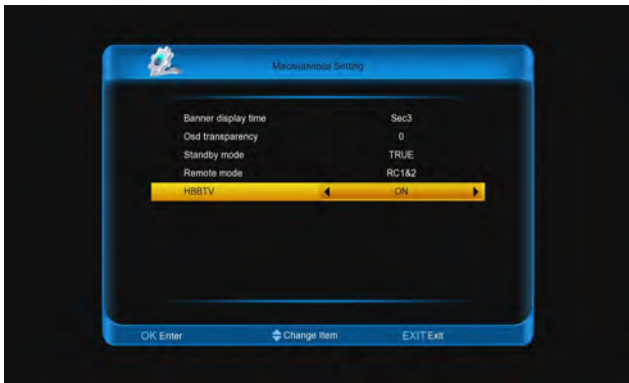 Miscellaneous Setting
Banner display time Sec3
Osd transparency 0
Standby mode TRUE
Remote mode RC1&2
HBBTV ON
OK Enter Change Item EXIT Exit